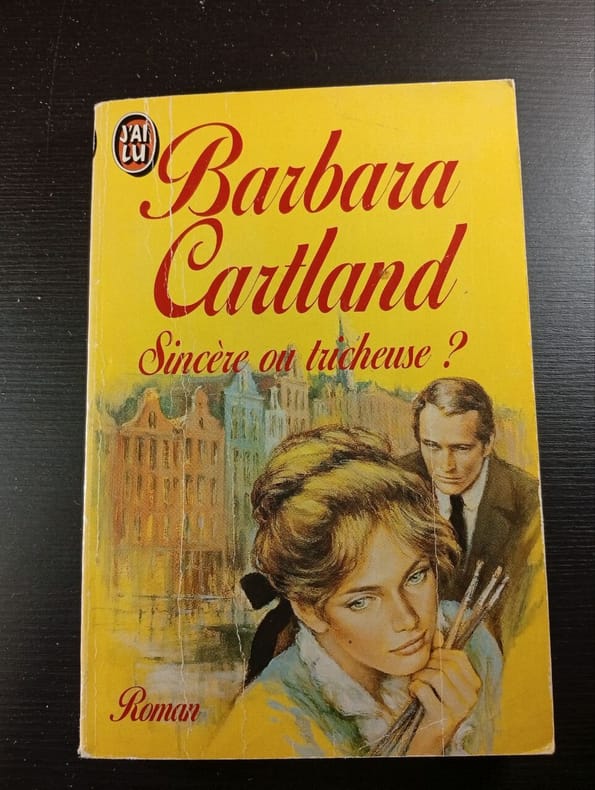 J'AI
LU
Barbara
Cartland
Sincère ou tricheuse ?
Roman